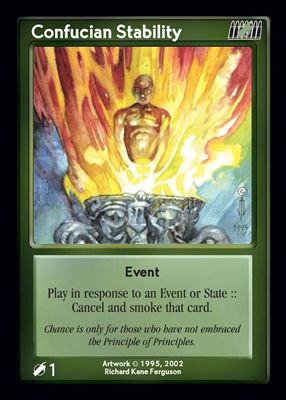 Confucian Stability
Event
Play in response to an Event or State ::
Cancel and smoke that card.
Chance is only for those who have not embraced
the Principle of Principles.
1
Artwork © 1995, 2002
Richard Kane Ferguson